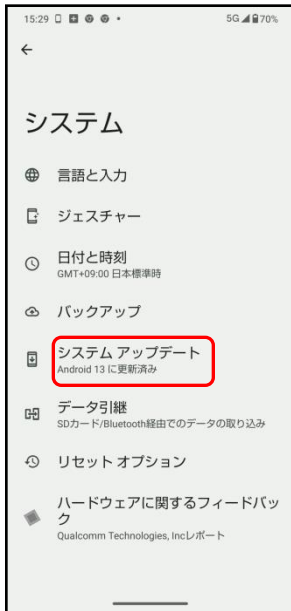 15:29
5G 70%
システム
言語と入力
ジェスチャー
日付と時刻
GMT+09:00 日本標準時
バックアップ
システム アップデート
Android 13 に更新済み
データ引継
SDカード/Bluetooth経由でのデータの取り込み
リセット オプション
ハードウェアに関するフィードバッ
ク
Qualcomm Technologies, Incレポート